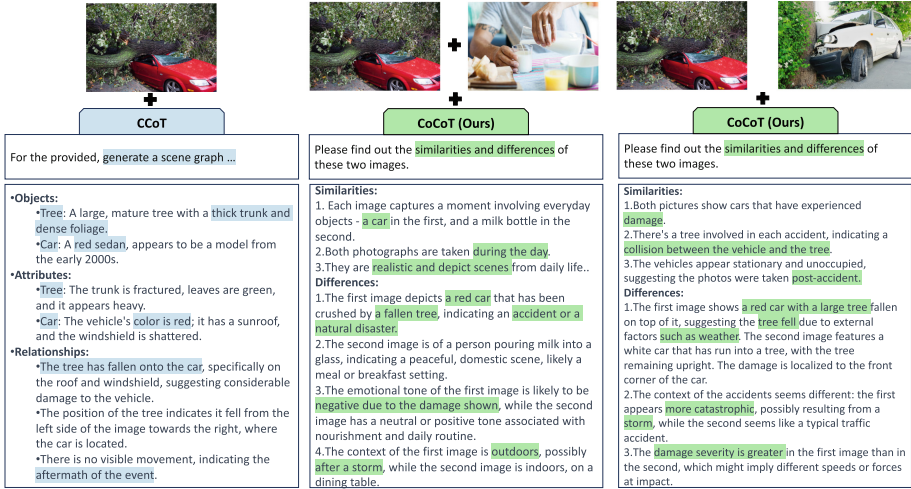 CCoT
For the provided, generate a scene graph ...
•Objects:
•Tree: A large, mature tree with a thick trunk and
dense foliage.
•Car: A red sedan, appears to be a model from
the early 2000s.
•Attributes:
•Tree: The trunk is fractured, leaves are green,
and it appears heavy.
•Car: The vehicle's color is red; it has a sunroof,
and the windshield is shattered.
•Relationships:
•The tree has fallen onto the car, specifically on
the roof and windshield, suggesting considerable
damage to the vehicle.
•The position of the tree indicates it fell from the
left side of the image towards the right, where
the car is located.
•There is no visible movement, indicating the
aftermath of the event.
CoCoT (Ours)
Please find out the similarities and differences of
these two images.
Similarities:
1. Each image captures a moment involving everyday
objects - a car in the first, and a milk bottle in the
second.
2.Both photographs are taken during the day.
3.They are realistic and depict scenes from daily life..
Differences:
1.The first image depicts a red car that has been
crushed by a fallen tree, indicating an accident or a
natural disaster.
2.The second image is of a person pouring milk into a
glass, indicating a peaceful, domestic scene, likely a
meal or breakfast setting.
3.The emotional tone of the first image is likely to be
negative due to the damage shown, while the second
image has a neutral or positive tone associated with
nourishment and daily routine.
4.The context of the first image is outdoors, possibly
after a storm, while the second image is indoors, on a
dining table.
CoCoT (Ours)
Please find out the similarities and differences of
these two images.
Similarities:
1.Both pictures show cars that have experienced
damage.
2.There's a tree involved in each accident, indicating a
collision between the vehicle and the tree.
3.The vehicles appear stationary and unoccupied,
suggesting the photos were taken post-accident.
Differences:
1.The first image shows a red car with a large tree fallen
on top of it, suggesting the tree fell due to external
factors such as weather. The second image features a
white car that has run into a tree, with the tree
remaining upright. The damage is localized to the front
corner of the car.
2.The context of the accidents seems different: the first
appears more catastrophic, possibly resulting from a
storm, while the second seems like a typical traffic
accident.
3.The damage severity is greater in the first image than in
the second, which might imply different speeds or forces
at impact.